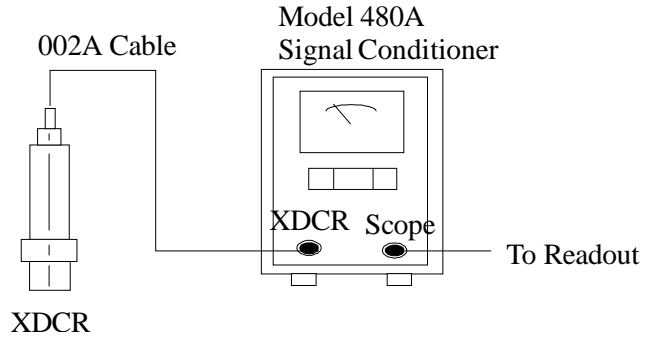 Model 480A
Signal Conditioner
002A Cable
XDCR
Scope
To Readout
XDCR